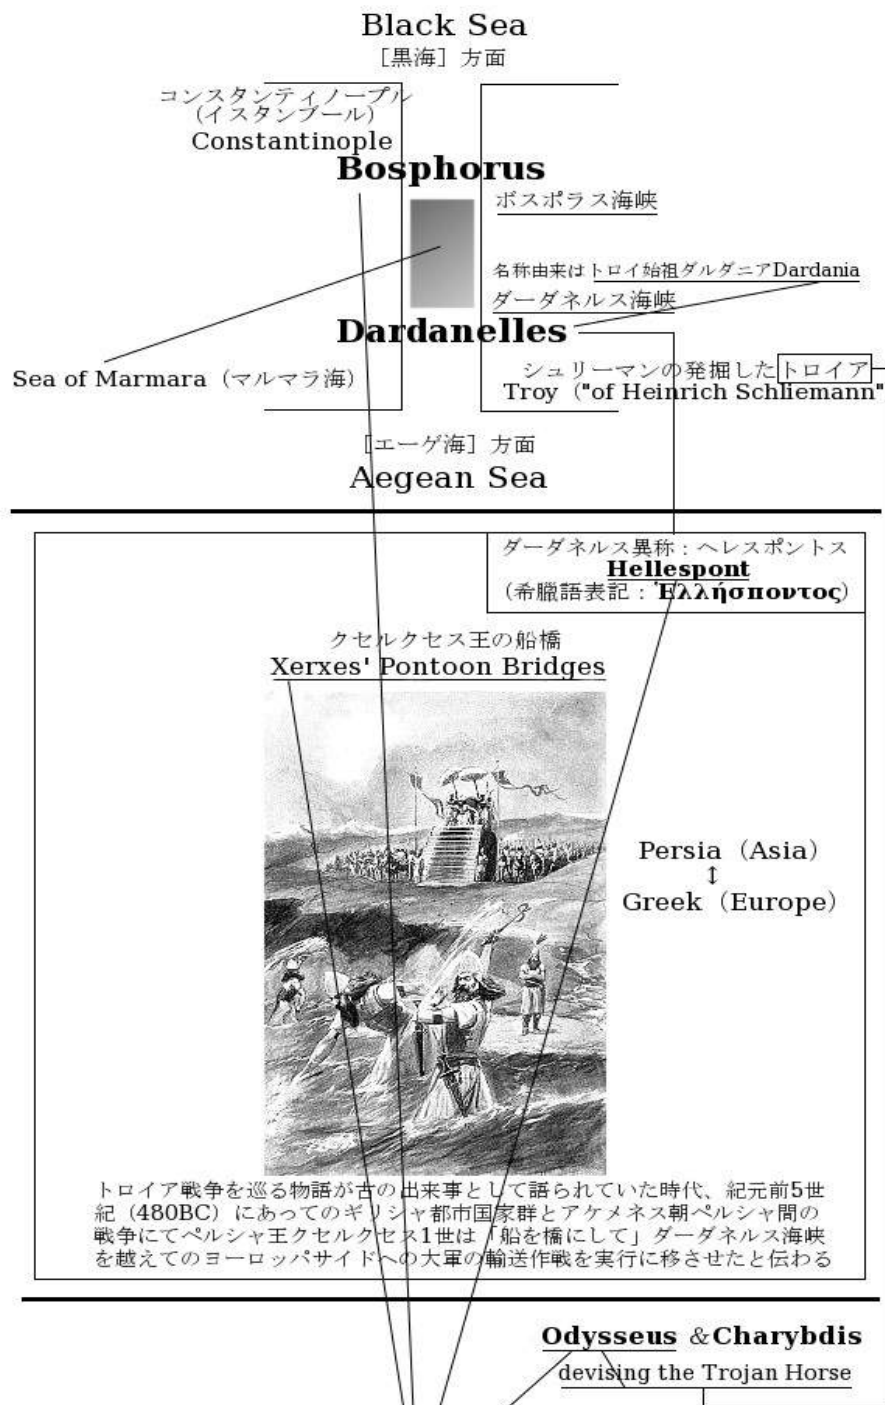 Black Sea
［黒海］方面
コンスタンティノープル
（イスタンブール）
Constantinople
Bosphorus
ボスポラス海峡
名称由来はトロイ始祖ダルダニアDardania
ダーダネルス海峡
Dardanelles
Sea of Marmara（マルマラ海）
シュリーマンの発掘したトロイア
Troy（"of Heinrich Schliemann"
［エーゲ海］方面
Aegean Sea
ダーダネルス異称：ヘレスポントス
Hellespont
（希臘語表記：Ἑλλήσποντος）
クセルクセス王の船橋
Xerxes' Pontoon Bridges
Persia（Asia）
↕
Greek（Europe）
トロイア戦争を巡る物語が古の出来事として語られていた時代、紀元前5世
紀（480BC）にあってのギリシャ都市国家群とアケメネス朝ペルシャ間の
戦争にてペルシャ王クセルクセス1世は「船を橋にして」ダーダネルス海峡
を越えてのヨーロッパサイドへの大軍の輸送作戦を実行に移させたと伝わる
Odysseus &Charybdis
devising the Trojan Horse